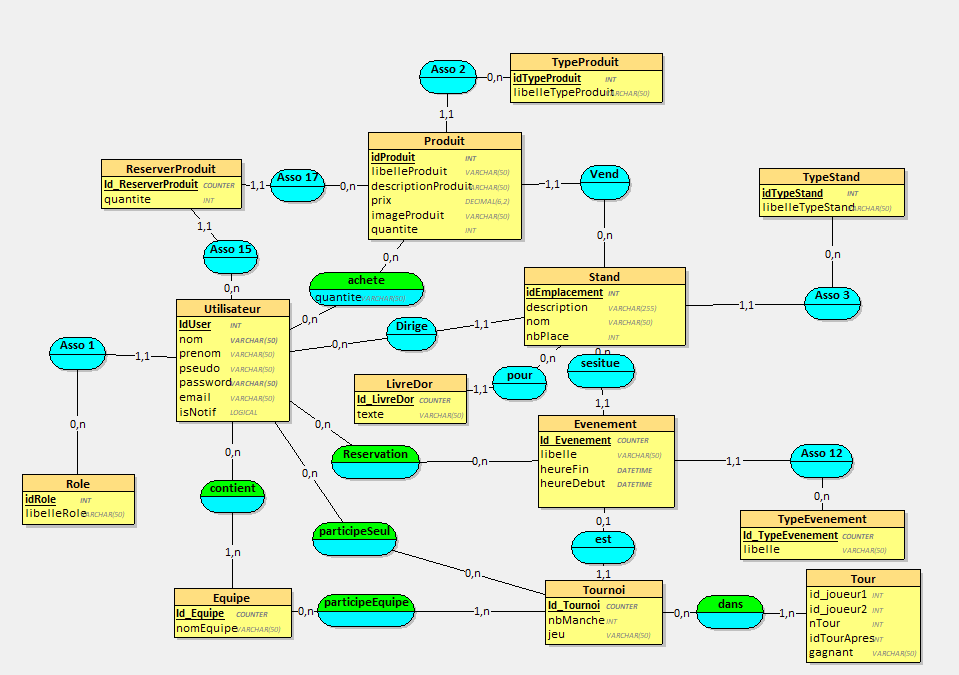 TypeProduit
idTypeProduit INT
libelleTypeProduit VARCHAR(50)
Asso 2
0,n
1,1
Produit
idProduit INT
libelleProduit VARCHAR(50)
descriptionProduit VARCHAR(50)
prix DECIMAL(6,2)
imageProduit VARCHAR(50)
quantite INT
ReserverProduit
Id_ReserverProduit COUNTER
quantite INT
1,1
Asso 17
0,n
1,1
Vend
0,n
TypeStand
idTypeStand INT
libelleTypeStand VARCHAR(50)
0,n
1,1
Asso 15
0,n
0,n
achete
quantite VARCHAR(50)
0,n
Stand
idEmplacement INT
description VARCHAR(255)
nom VARCHAR(50)
nbPlace INT
1,1
Asso 3
Utilisateur
IdUser INT
nom VARCHAR(50)
prenom VARCHAR(50)
pseudo VARCHAR(50)
password VARCHAR(50)
email VARCHAR(50)
isNotif LOGICAL
Dirige
1,1
0,n
Asso 1
1,1
0,n
0,n
0,n
sesitue
1,1
LivreDor
Id_LivreDor COUNTER
texte VARCHAR(50)
1,1
pour
Evenement
Id_Evenement COUNTER
libelle VARCHAR(50)
heureFin DATETIME
heureDebut DATETIME
0,n
Reservation
0,n
1,1
Asso 12
0,n
0,n
0,n
Role
idRole INT
libelleRole VARCHAR(50)
contient
1,n
participeSeul
0,n
0,1
est
1,1
TypeEvenement
Id_TypeEvenement COUNTER
libelle VARCHAR(50)
Equipe
Id_Equipe COUNTER
nomEquipe VARCHAR(50)
0,n
participeEquipe
1,n
Tournoi
Id_Tournoi COUNTER
nbManche INT
jeu VARCHAR(50)
0,n
dans
1,n
Tour
id_joueur1 INT
id_joueur2 INT
nTour INT
idTourApres INT
gagnant VARCHAR(50)